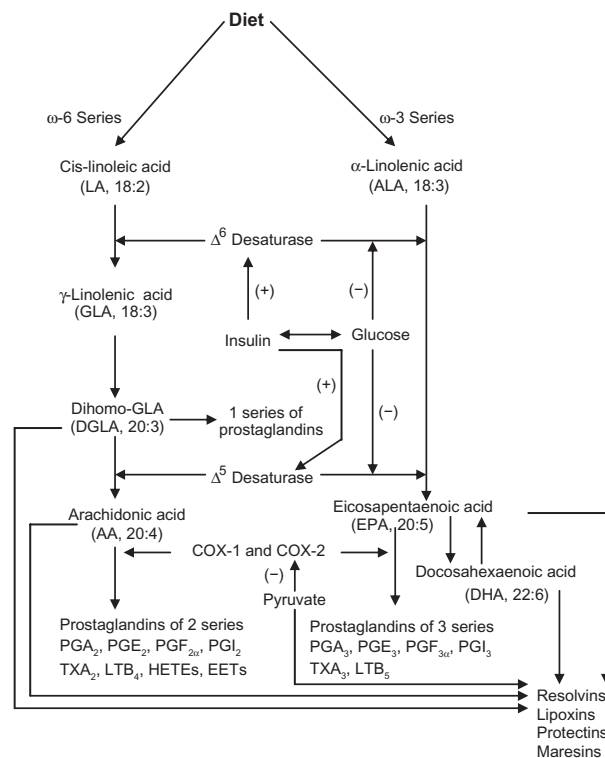 Diet
ω-6 Series
ω-3 Series
Cis-linoleic acid
(LA, 18:2)
α-Linolenic acid
(ALA, 18:3)
Δ⁶ Desaturase
γ-Linolenic acid
(GLA, 18:3)
(+)
(−)
Insulin
Glucose
(+)
(−)
Dihomo-GLA
(DGLA, 20:3)
1 series of
prostaglandins
Δ⁵ Desaturase
Arachidonic acid
(AA, 20:4)
Eicosapentaenoic acid
(EPA, 20:5)
COX-1 and COX-2
(−)
Pyruvate
Docosahexaenoic acid
(DHA, 22:6)
Prostaglandins of 2 series
PGA₂, PGE₂, PGF₂α, PGI₂
TXA₂, LTB₄, HETEs, EETs
Prostaglandins of 3 series
PGA₃, PGE₃, PGF₃α, PGI₃
TXA₃, LTB₅
Resolvins
Lipoxins
Protectins
Maresins